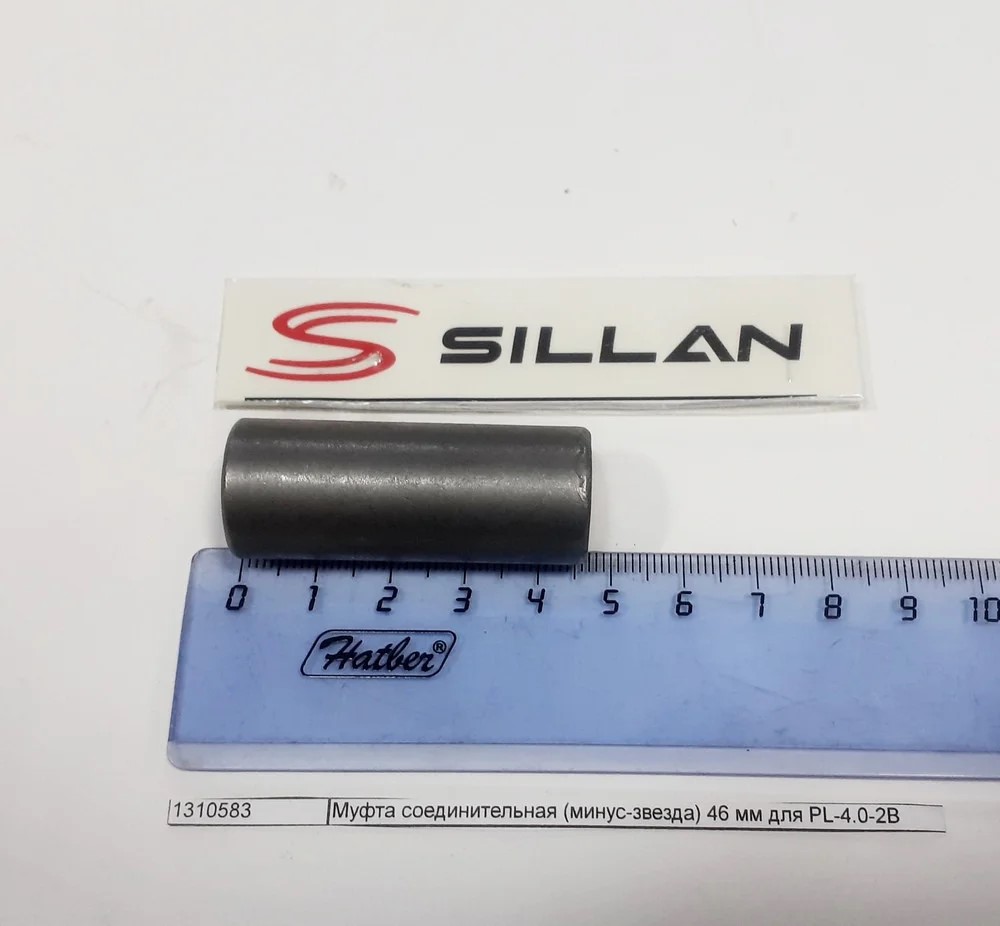 SILLAN
0 1 2 3 4 5 6 7 8 9 10
Hatber®
1310583 Муфта соединительная (минус-звезда) 46 мм для PL-4.0-2B